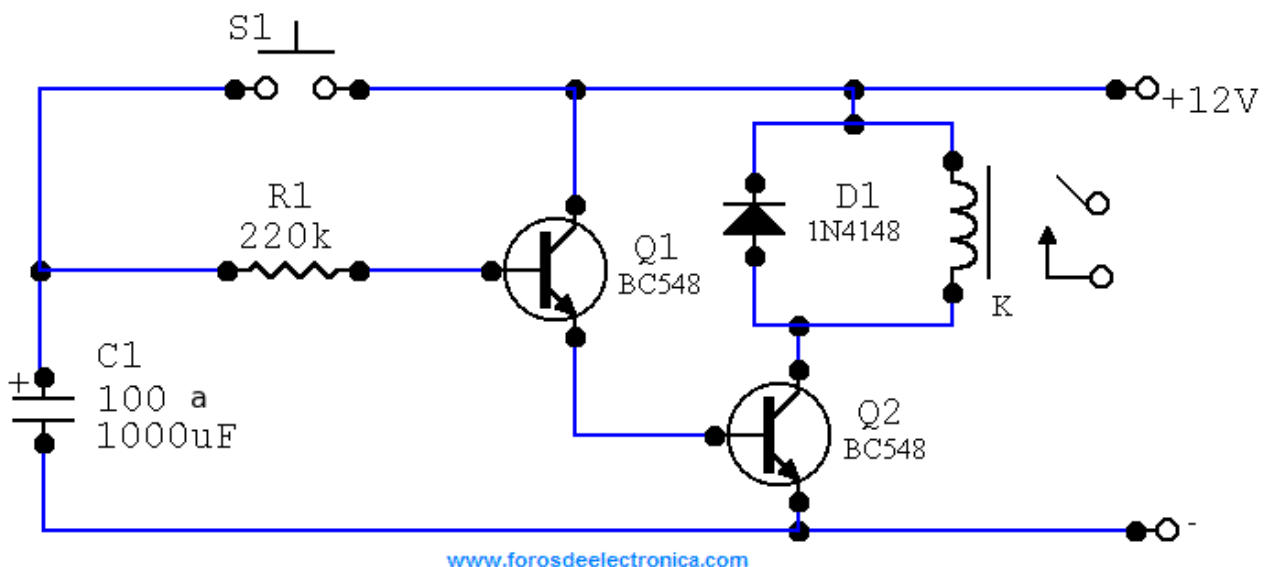 S1
+12V
R1
220k
D1
1N4148
Q1
BC548
K
C1
+
100 a
1000uF
Q2
BC548
-
www.forosdeelectronica.com